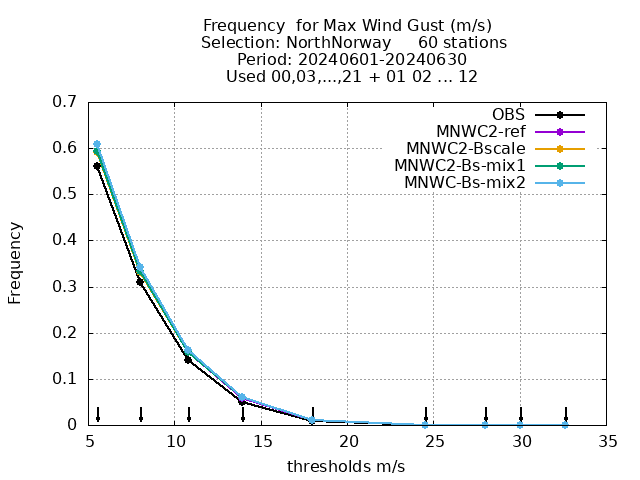 Frequency  for Max Wind Gust (m/s)
Selection: NorthNorway     60 stations
Period: 20240601-20240630
Used 00,03,...,21 + 01 02 ... 12
OBS
MNWC2-ref
MNWC2-Bscale
MNWC2-Bs-mix1
MNWC-Bs-mix2
Frequency
0.7
0.6
0.5
0.4
0.3
0.2
0.1
0
5 10 15 20 25 30 35
thresholds m/s